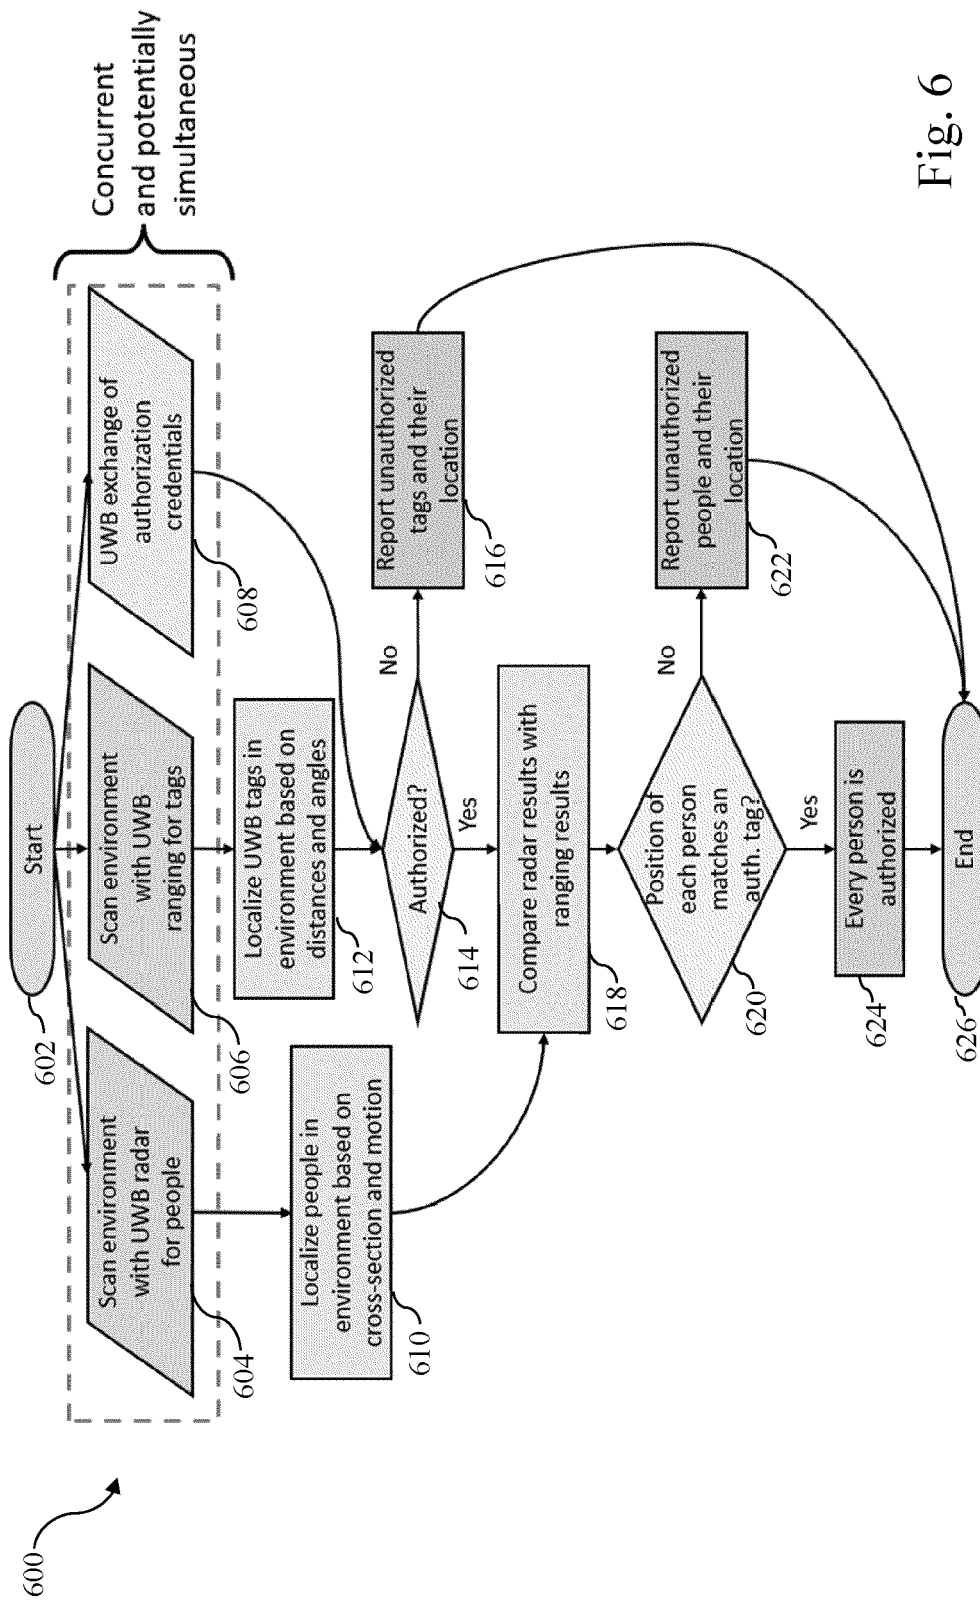 600
Start
602
Concurrent
and potentially
simultaneous
Scan environment
with UWB radar
for people
604
Scan environment
with UWB
ranging for tags
606
UWB exchange of
authorization
credentials
608
Localize people in
environment based on
cross-section and motion
610
Localize UWB tags in
environment based on
distances and angles
612
Authorized?
614
No
Yes
Report unauthorized
tags and their
location
616
Compare radar results with
ranging results
618
Position of
each person
matches an
auth. tag?
620
No
Yes
Report unauthorized
people and their
location
622
Every person is
authorized
624
End
626
Fig. 6